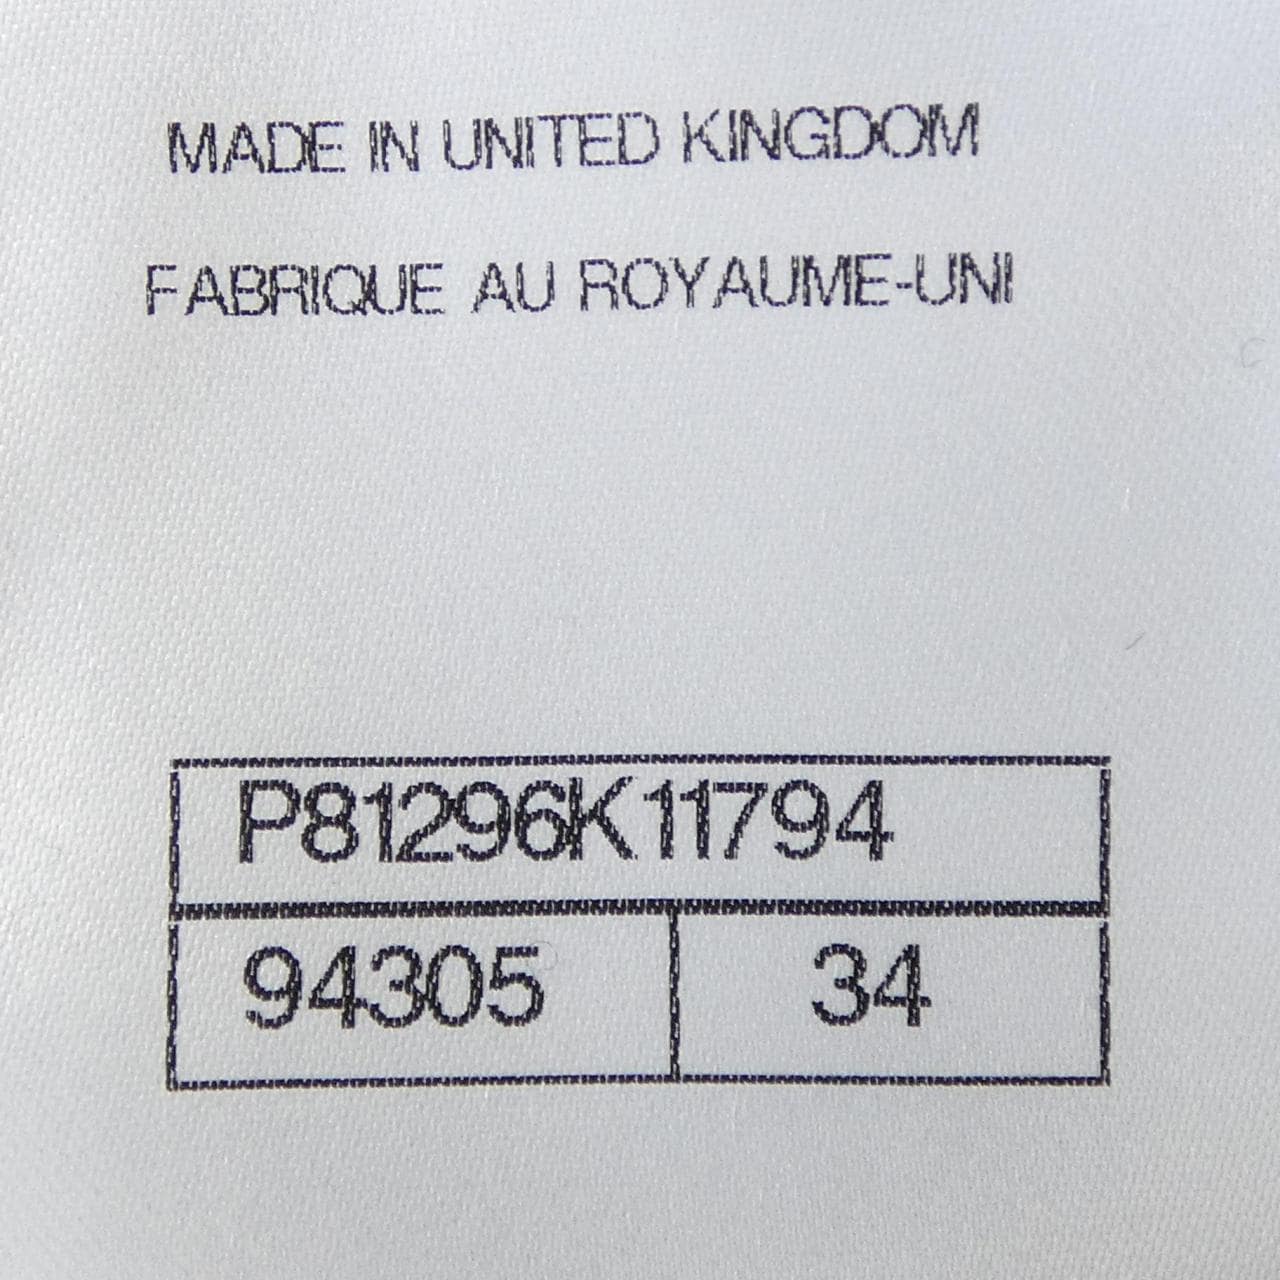 MADE IN UNITED KINGDOM
FABRIQUE AU ROYAUME-UNI
P81296K11794
94305 34